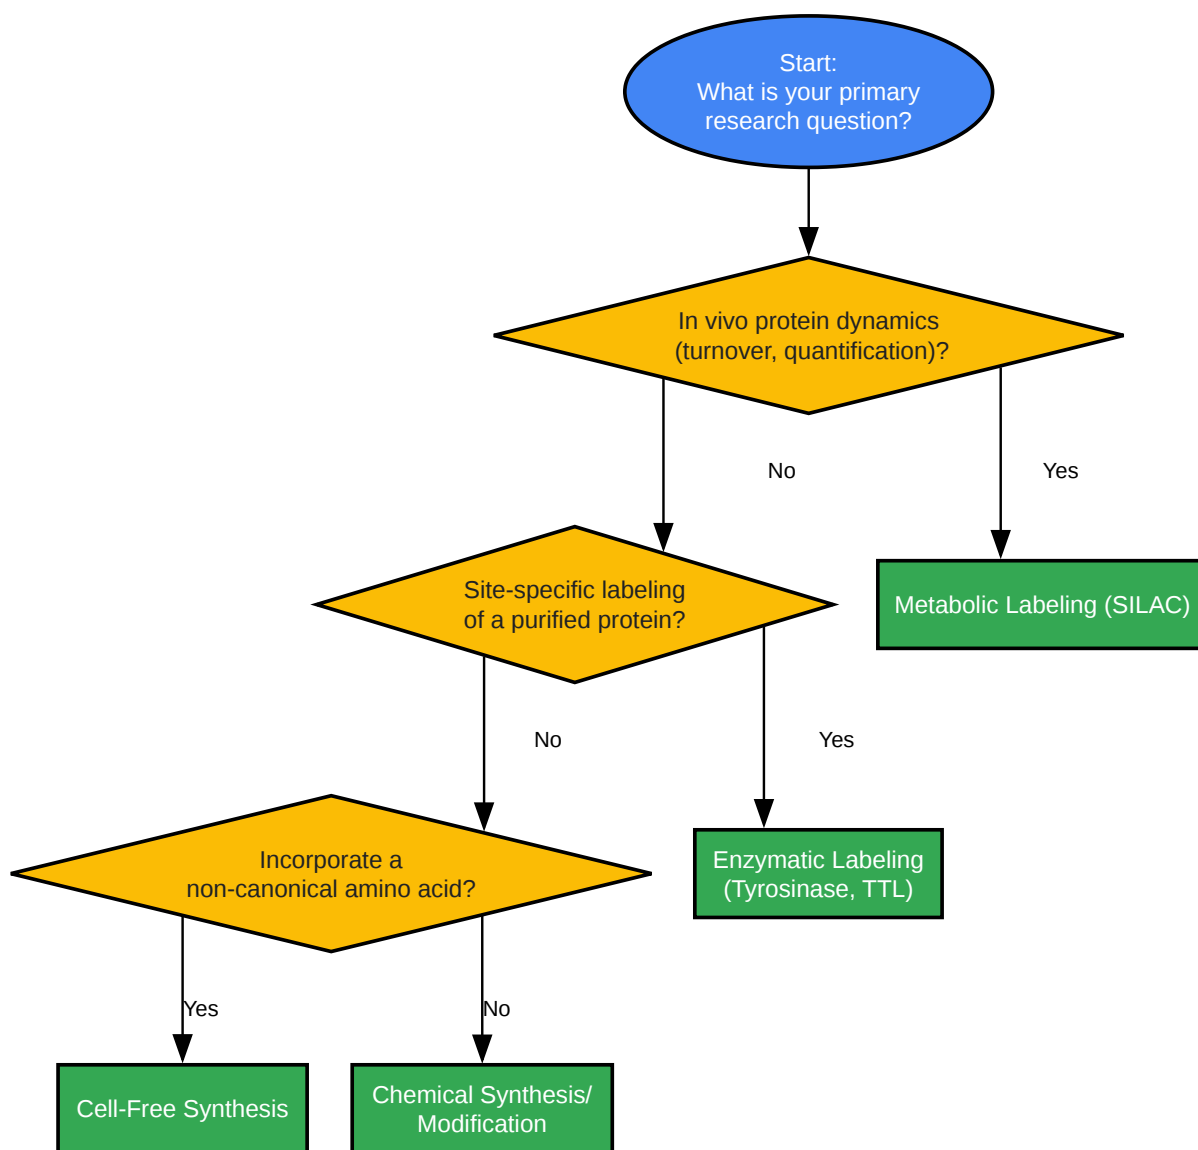 Start:
What is your primary
research question?
In vivo protein dynamics
(turnover, quantification)?
No
Yes
Site-specific labeling
of a purified protein?
Metabolic Labeling (SILAC)
No
Yes
Incorporate a
non-canonical amino acid?
Enzymatic Labeling
(Tyrosinase, TTL)
Yes
No
Cell-Free Synthesis
Chemical Synthesis/
Modification